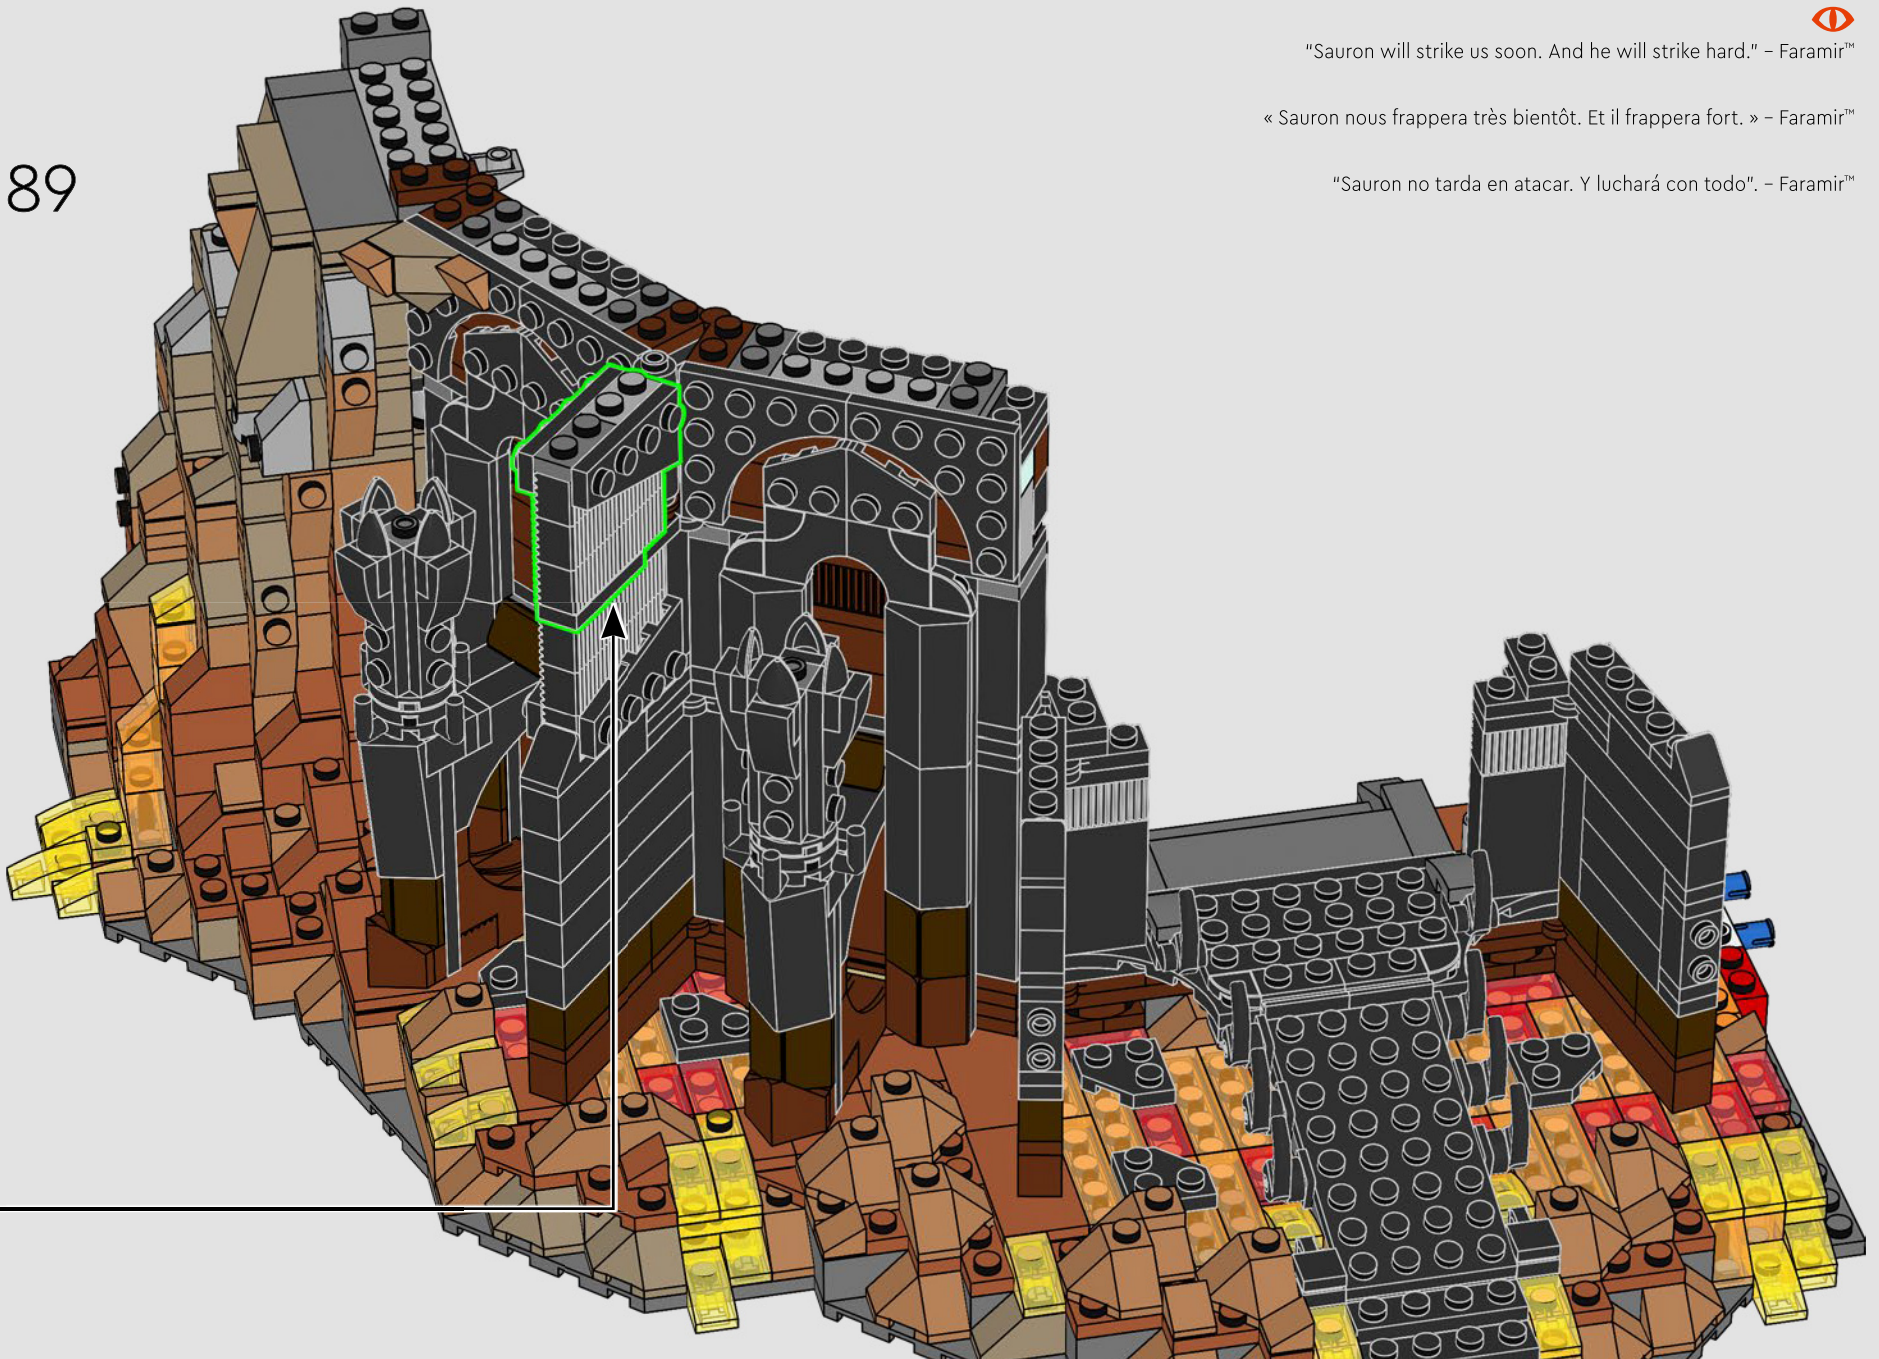 “Sauron will strike us soon. And he will strike hard.” – Faramir™
« Sauron nous frappera très bientôt. Et il frappera fort. » – Faramir™
“Sauron no tarda en atacar. Y luchará con todo”. – Faramir™
89